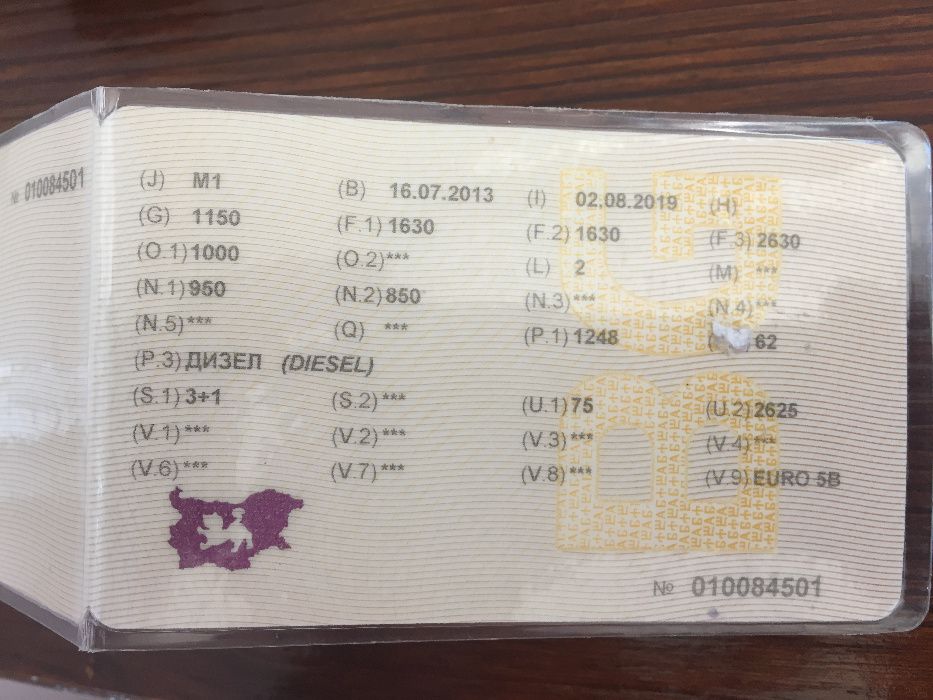 № 010084501
(J) M1 (B) 16.07.2013 (I) 02.08.2019 (H)
(G) 1150 (F.1) 1630 (F.2) 1630 (F.3) 2630
(O.1) 1000 (O.2) *** (L) 2 (M) ***
(N.1) 950 (N.2) 850 (N.3) *** (N.4) ***
(N.5) *** (Q) *** (P.1) 1248 62
(P.3) ДИЗЕЛ (DIESEL)
(S.1) 3+1 (S.2) *** (U.1) 75 (U.2) 2625
(V.1) *** (V.2) *** (V.3) *** (V.4) ***
(V.6) *** (V.7) *** (V.8) *** (V.9) EURO 5B
№ 010084501